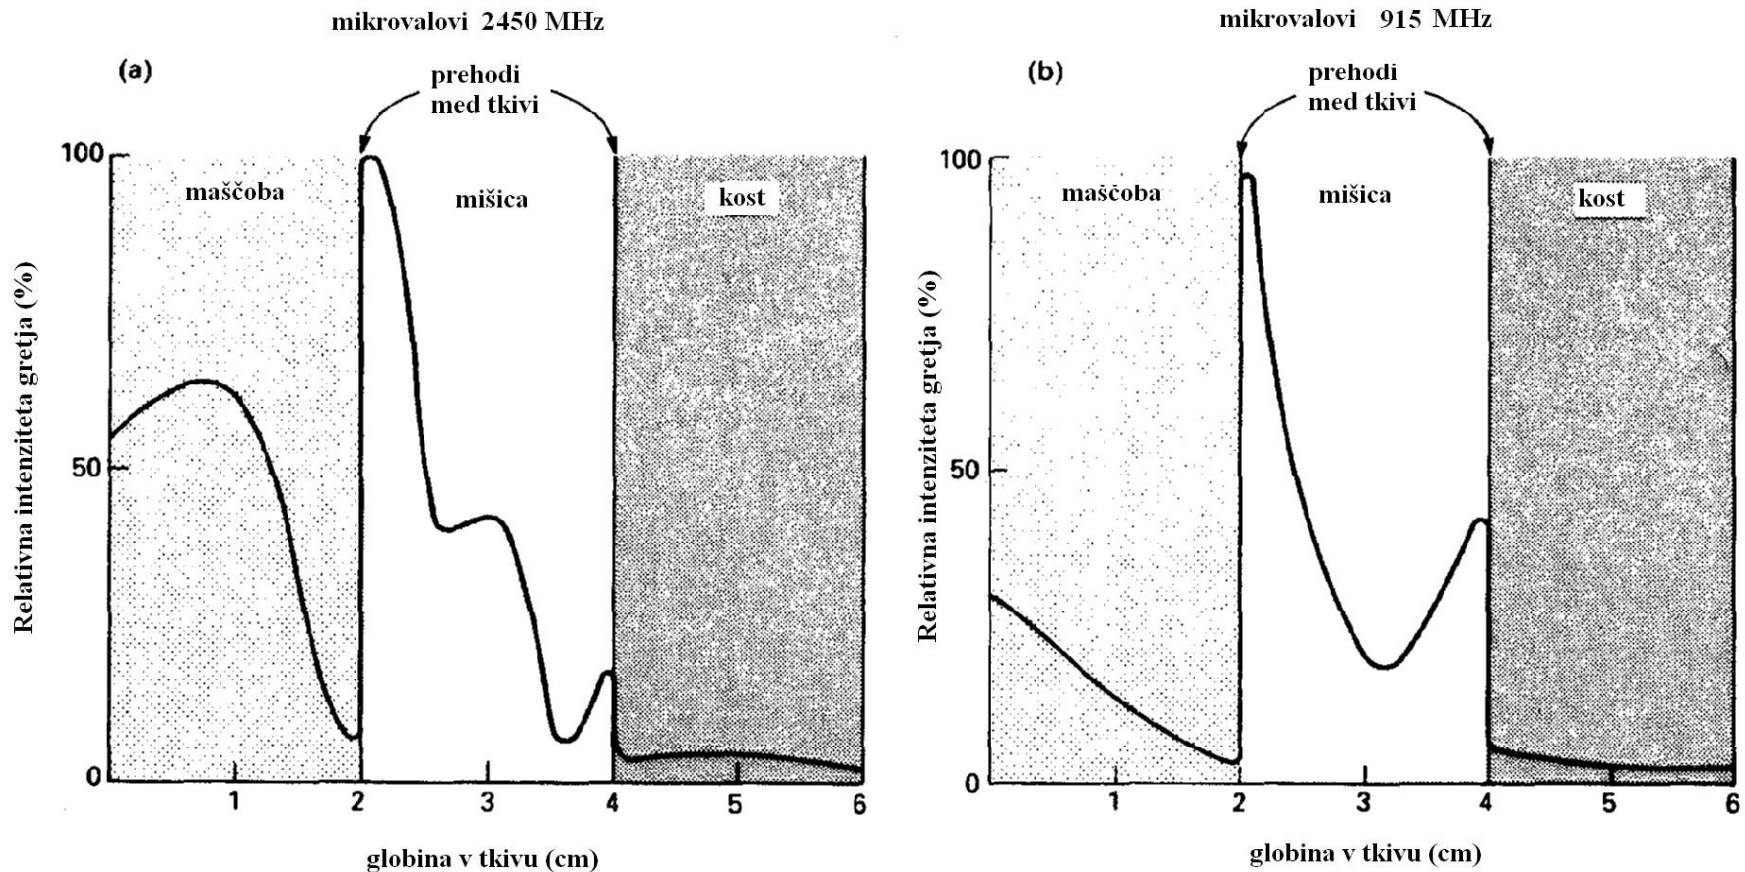 mikrovalovi 2450 MHz
(a)
prehodi
med tkivi
100
50
0
maščoba
mišica
kost
Relativna intenziteta gretja (%)
1 2 3 4 5 6
globina v tkivu (cm)
mikrovalovi 915 MHz
(b)
prehodi
med tkivi
100
50
0
maščoba
mišica
kost
Relativna intenziteta gretja (%)
1 2 3 4 5 6
globina v tkivu (cm)